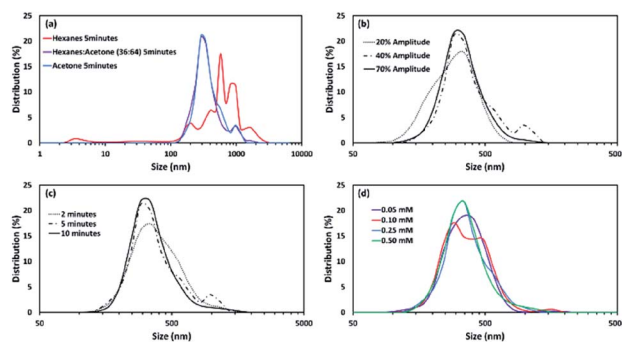 (a)
Hexanes 5minutes
Hexanes:Acetone (36:64) 5minutes
Acetone 5minutes
Distribution (%)
25
20
15
10
5
0
1 10 100 1000 10000
Size (nm)
(b)
20% Amplitude
40% Amplitude
70% Amplitude
Distribution (%)
25
20
15
10
5
0
50 500 5000
Size (nm)
(c)
2 minutes
5 minutes
10 minutes
Distribution (%)
25
20
15
10
5
0
50 500 5000
Size (nm)
(d)
0.05 mM
0.10 mM
0.25 mM
0.50 mM
Distribution (%)
25
20
15
10
5
0
50 500 5000
Size (nm)